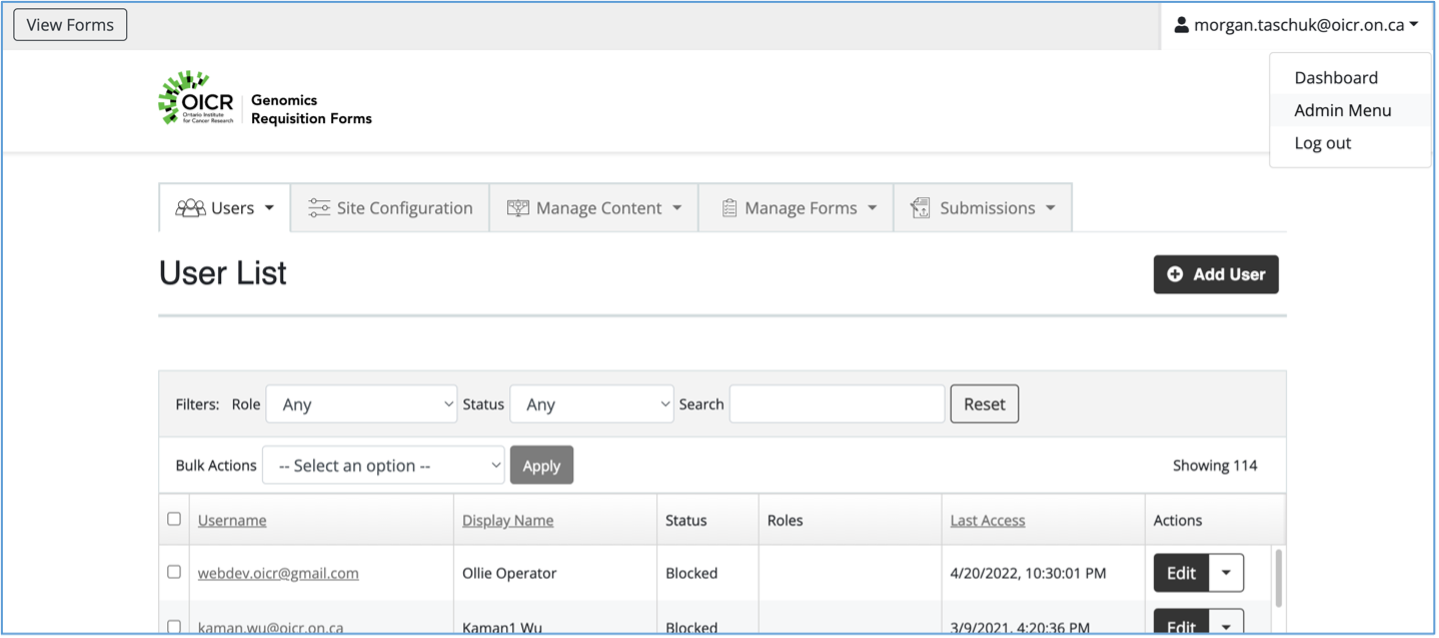 View Forms
morgan.taschuk@oicr.on.ca
Dashboard
Admin Menu
Log out
OICR
Ontario Institute
for Cancer Research
Genomics
Requisition Forms
Users Site Configuration Manage Content Manage Forms Submissions
User List
Add User
Filters: Role Any Status Any Search Reset
Bulk Actions -- Select an option -- Apply Showing 114
Username Display Name Status Roles Last Access Actions
webdev.oicr@gmail.com Ollie Operator Blocked 4/20/2022, 10:30:01 PM Edit
kaman.wu@oicr.on.ca Kaman1 Wu Blocked 3/9/2021, 4:20:36 PM Edit